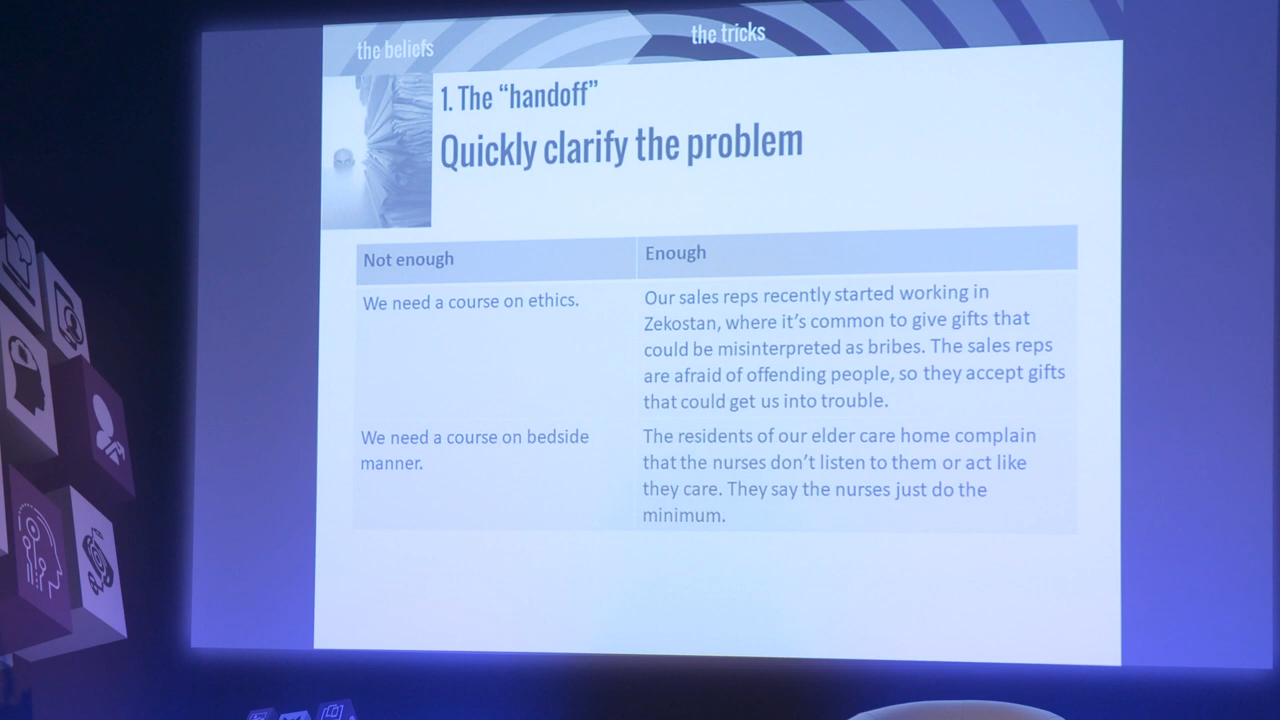 the beliefs
the tricks
1. The “handoff”
Quickly clarify the problem
Not enough
Enough
We need a course on ethics.
Our sales reps recently started working in
Zekostan, where it’s common to give gifts that
could be misinterpreted as bribes. The sales reps
are afraid of offending people, so they accept gifts
that could get us into trouble.
We need a course on bedside
manner.
The residents of our elder care home complain
that the nurses don’t listen to them or act like
they care. They say the nurses just do the
minimum.